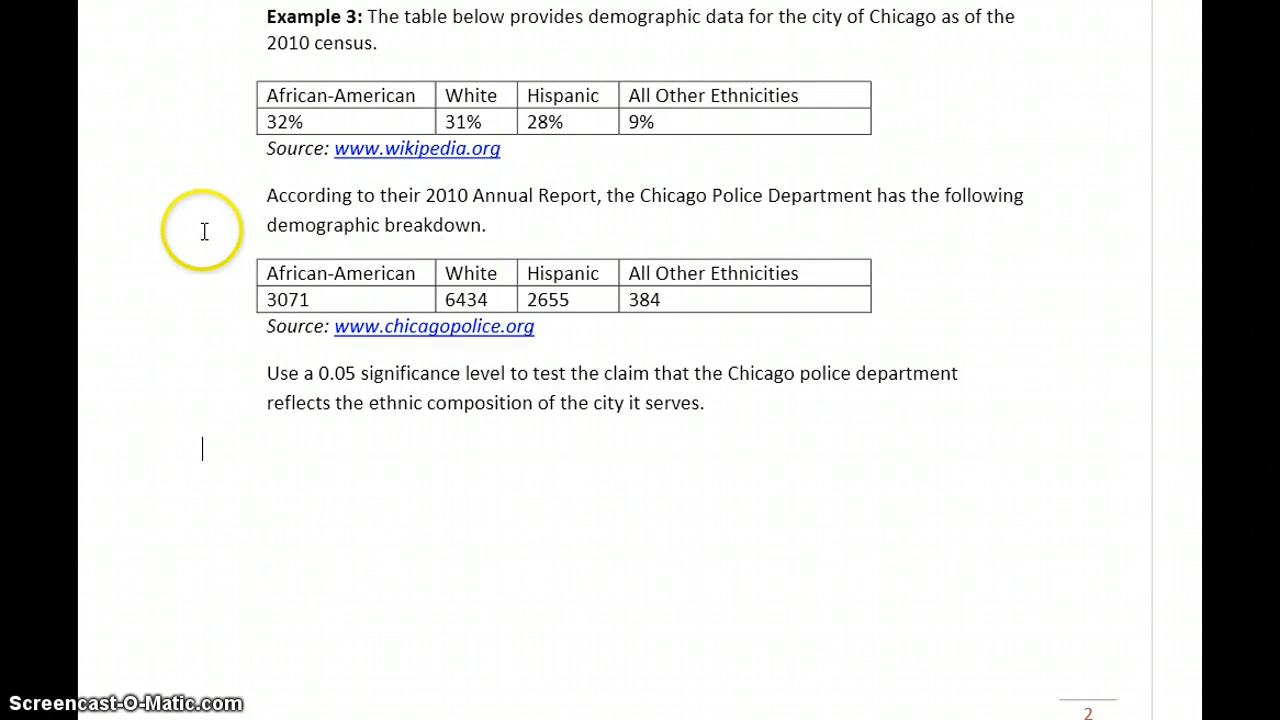 Example 3: The table below provides demographic data for the city of Chicago as of the
2010 census.
African-American White Hispanic All Other Ethnicities
32% 31% 28% 9%
Source: www.wikipedia.org
According to their 2010 Annual Report, the Chicago Police Department has the following
demographic breakdown.
African-American White Hispanic All Other Ethnicities
3071 6434 2655 384
Source: www.chicagopolice.org
Use a 0.05 significance level to test the claim that the Chicago police department
reflects the ethnic composition of the city it serves.
Screencast-O-Matic.com
2